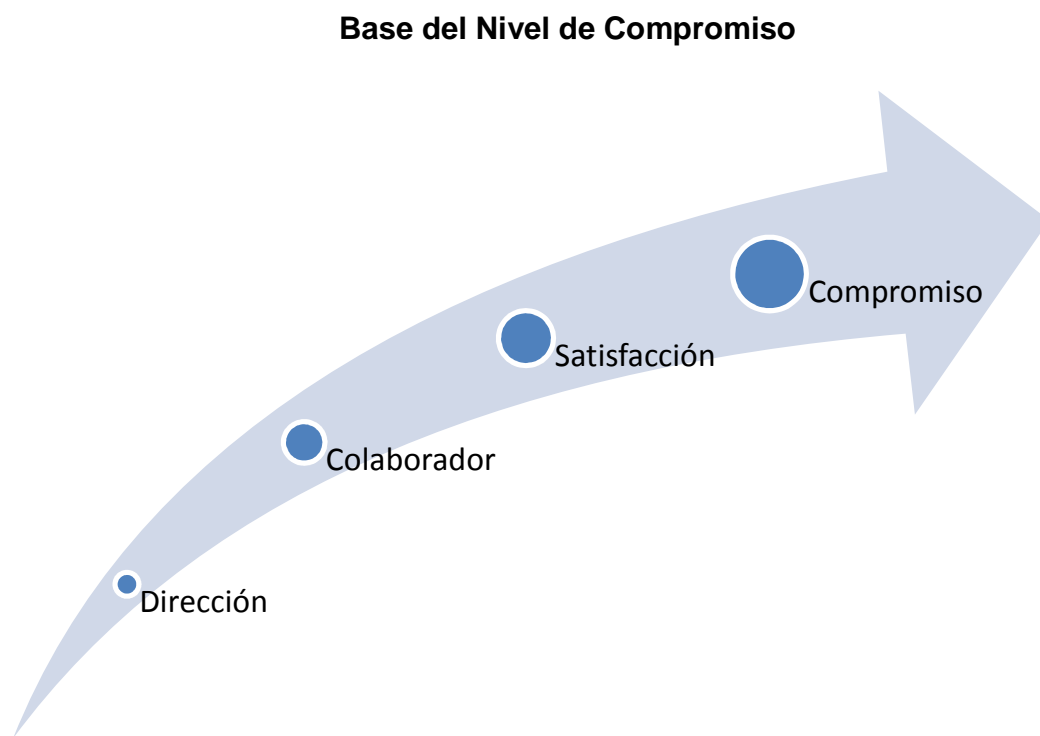 Base del Nivel de Compromiso
Compromiso
Satisfacción
Colaborador
Dirección